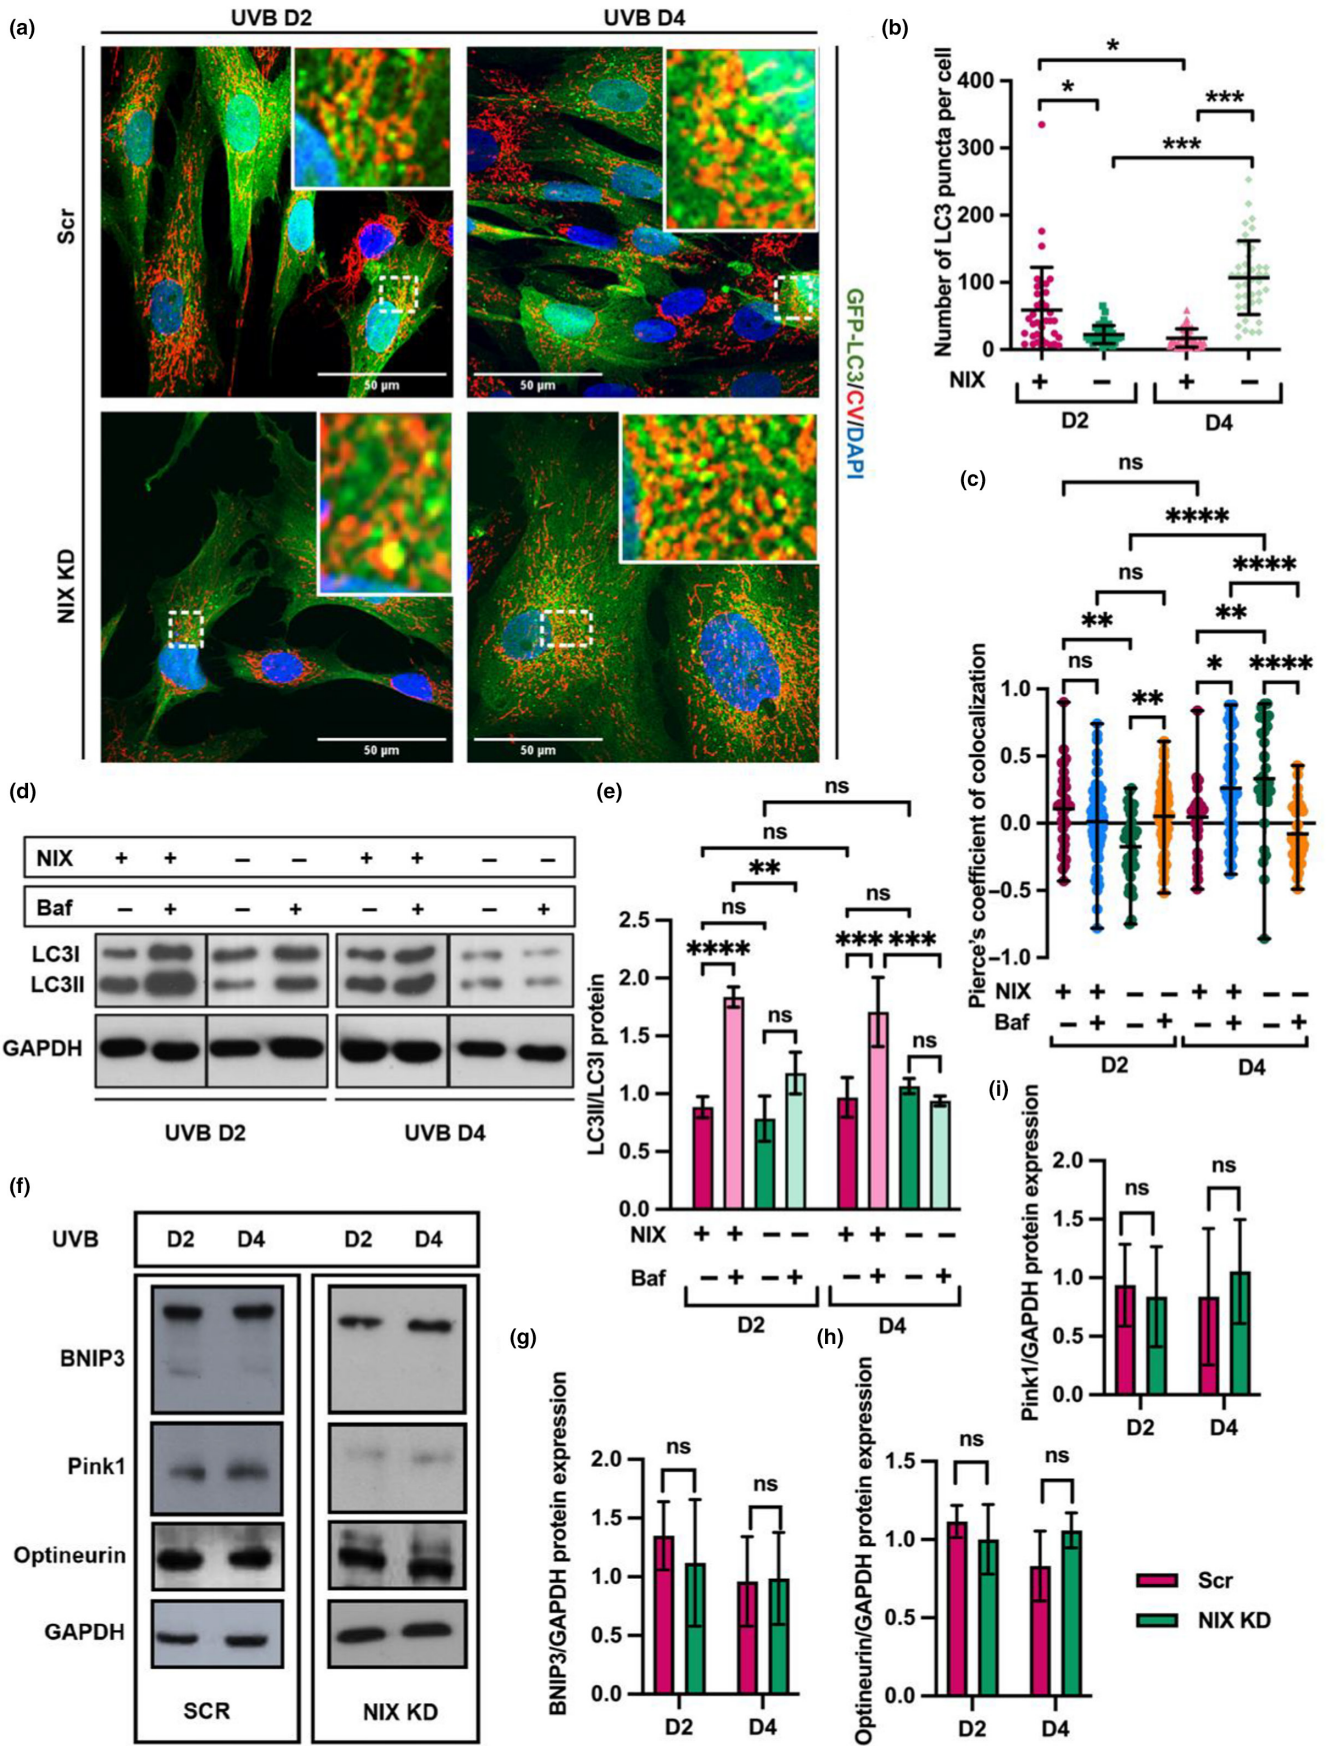 (a)
UVB D2
UVB D4
Scr
NIX KD
50 µm
50 µm
50 µm
50 µm
GFP-LC3/CV/DAPI
(b)
Number of LC3 puncta per cell
400
300
200
100
0
*
*
***
***
NIX
+ − + −
D2
D4
(c)
Pierce's coefficient of colocalization
ns
****
ns
****
**
**
ns
**
*
****
1.0
0.5
0.0
−0.5
−1.0
NIX + + − − + + − −
Baf − + − + − + − +
D2
D4
(d)
NIX + + − − + + − −
Baf − + − + − + − +
LC3I
LC3II
GAPDH
UVB D2
UVB D4
(e)
LC3II/LC3I protein
ns
ns
**
ns
ns
****
*** ***
ns
ns
2.5
2.0
1.5
1.0
0.5
0.0
NIX + + − − + + − −
Baf − + − + − + − +
D2
D4
(f)
UVB D2 D4 D2 D4
BNIP3
Pink1
Optineurin
GAPDH
SCR
NIX KD
(g)
BNIP3/GAPDH protein expression
2.0
1.5
1.0
0.5
0.0
ns
ns
D2
D4
(h)
Optineurin/GAPDH protein expression
1.5
1.0
0.5
0.0
ns
ns
D2
D4
(i)
Pink1/GAPDH protein expression
2.0
1.5
1.0
0.5
0.0
ns
ns
D2
D4
Scr
NIX KD